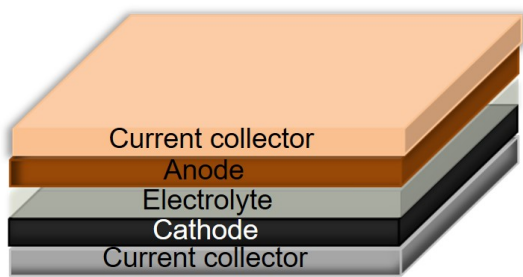 Current collector
Anode
Electrolyte
Cathode
Current collector